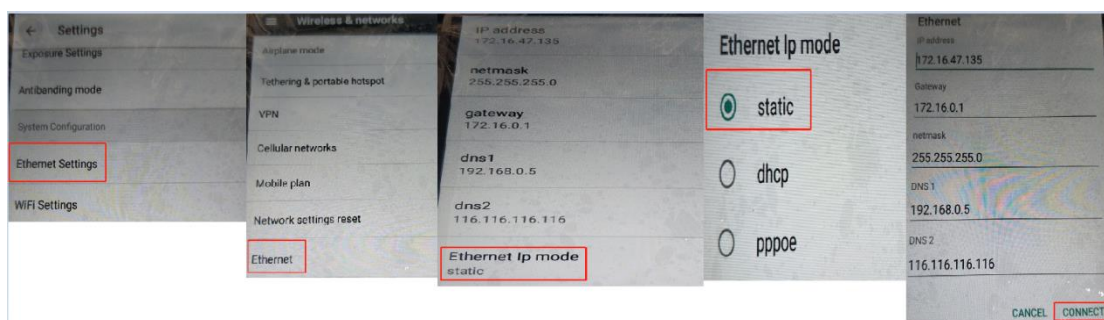 Settings
Exposure Settings
Antibanding mode
System Configuration
Ethernet Settings
WiFi Settings
Wireless & networks
Airplane mode
Tethering & portable hotspot
VPN
Cellular networks
Mobile plan
Network settings reset
Ethernet
IP address
172.16.47.135
netmask
255.255.255.0
gateway
172.16.0.1
dns1
192.168.0.5
dns2
116.116.116.116
Ethernet Ip mode
static
Ethernet Ip mode
static
dhcp
pppoe
Ethernet
IP address
172.16.47.135
Gateway
172.16.0.1
netmask
255.255.255.0
DNS 1
192.168.0.5
DNS 2
116.116.116.116
CANCEL CONNECT